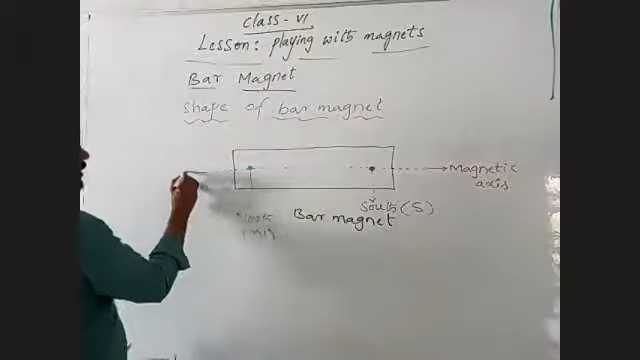 Class - VI
Lesson: playing with magnets
Bar Magnet
Shape of bar magnet
Magnetic
axis
South (S)
Bar magnet
North
(N)